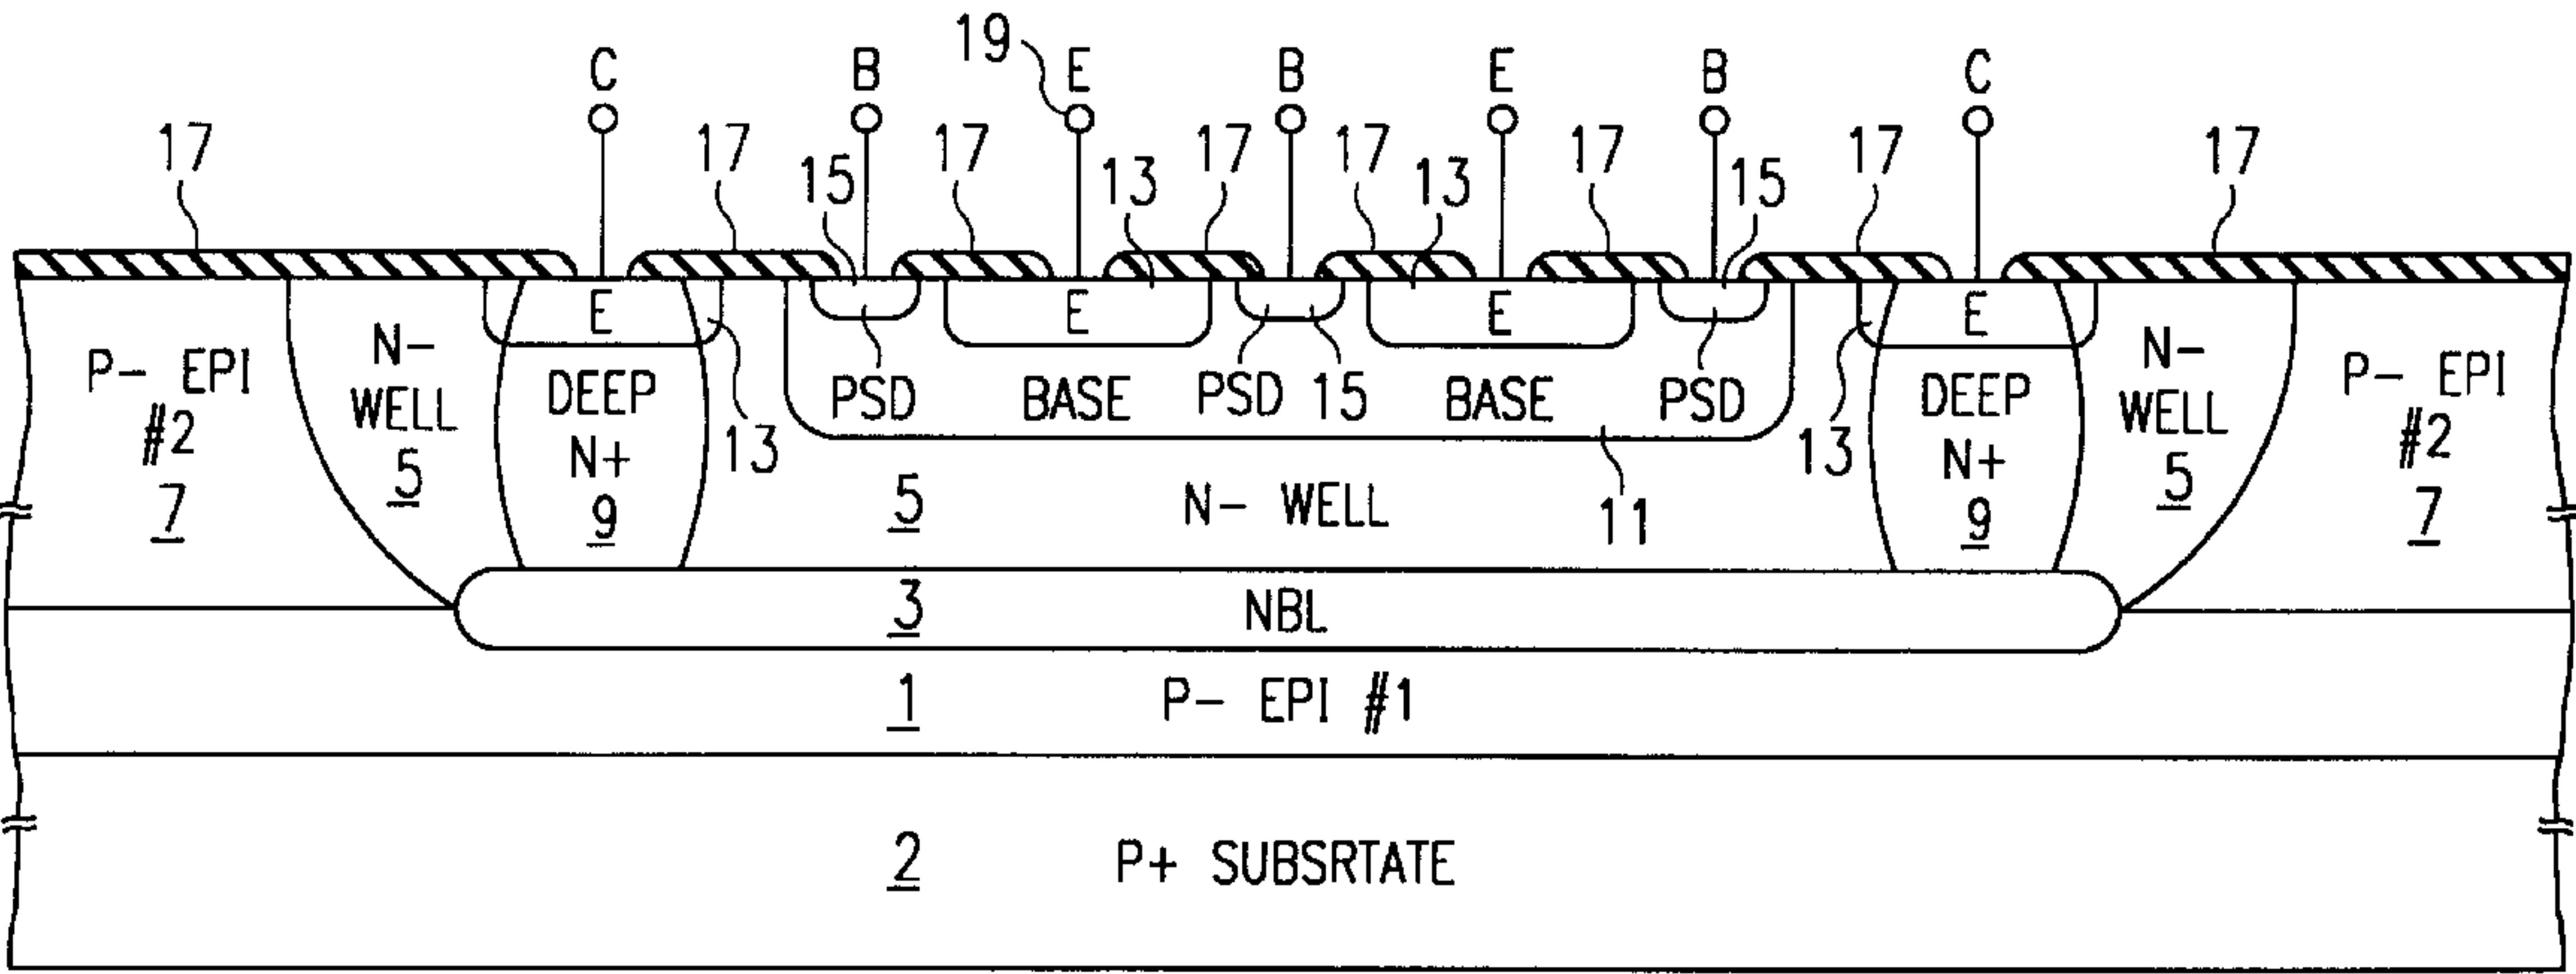 19
C B E B E B C
17 17 15 17 13 17 17 13 17 15 17 17
E E E E
P- EPI #2 7
N- WELL 5
DEEP N+ 9
13
PSD BASE PSD 15 BASE PSD
13
DEEP N+ 9
N- WELL 5
P- EPI #2 7
5 N- WELL 11
3 NBL
1 P- EPI #1
2 P+ SUBSRTATE